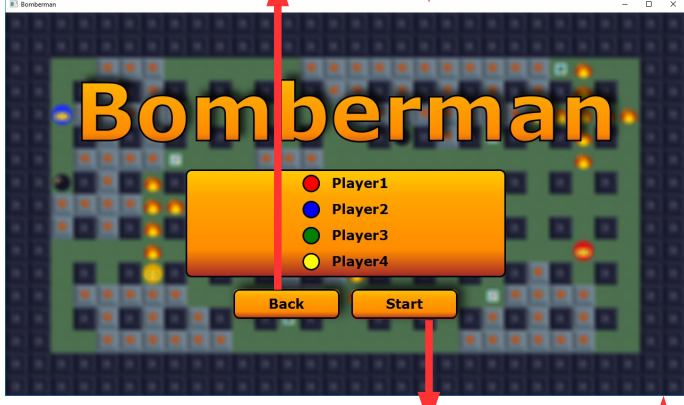 Bomberman
Bomberman
Player1
Player2
Player3
Player4
Back
Start